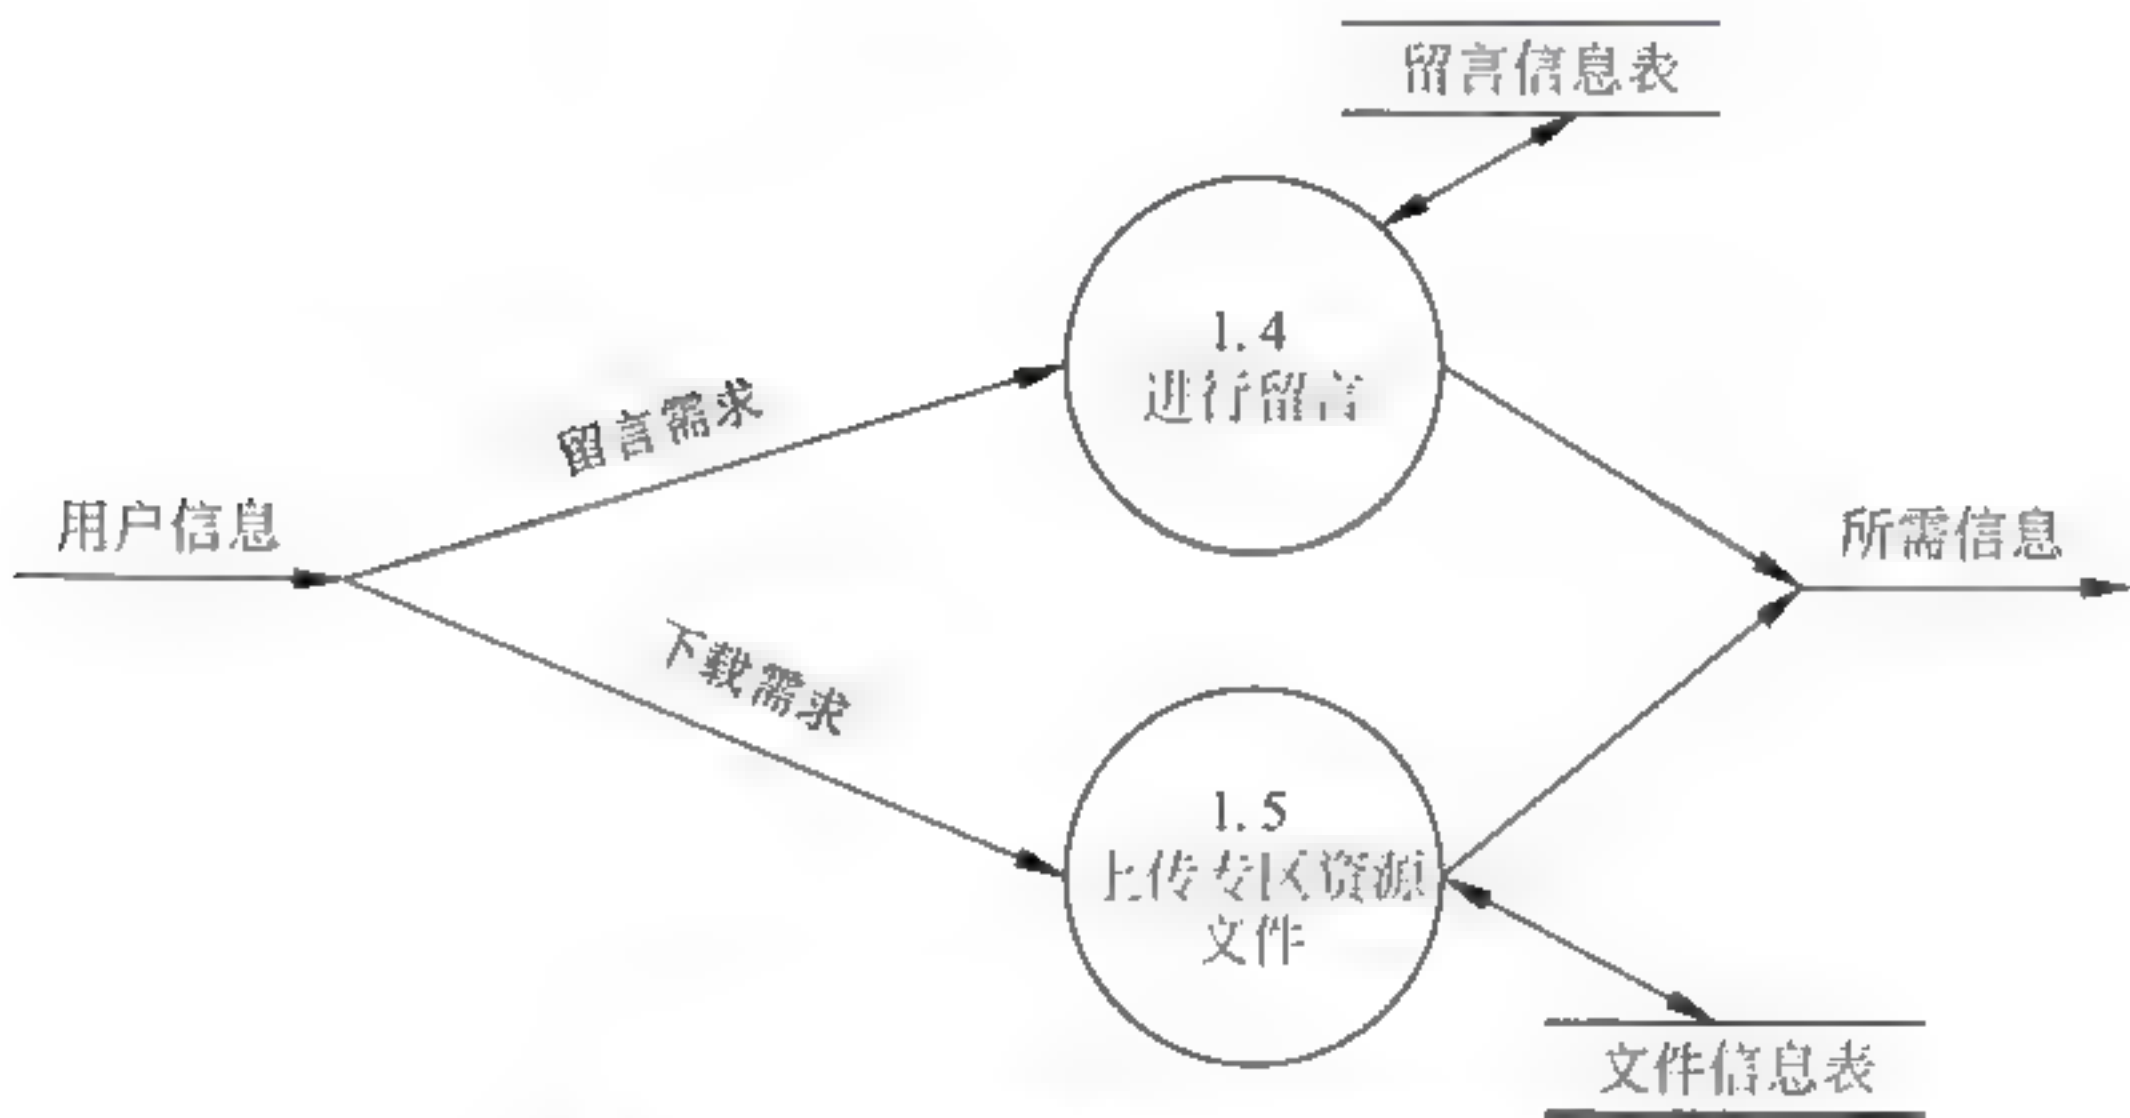 留言信息表
1.4
进行留言
留言需求
用户信息
所需信息
下载需求
1.5
上传专区资源
文件
文件信息表